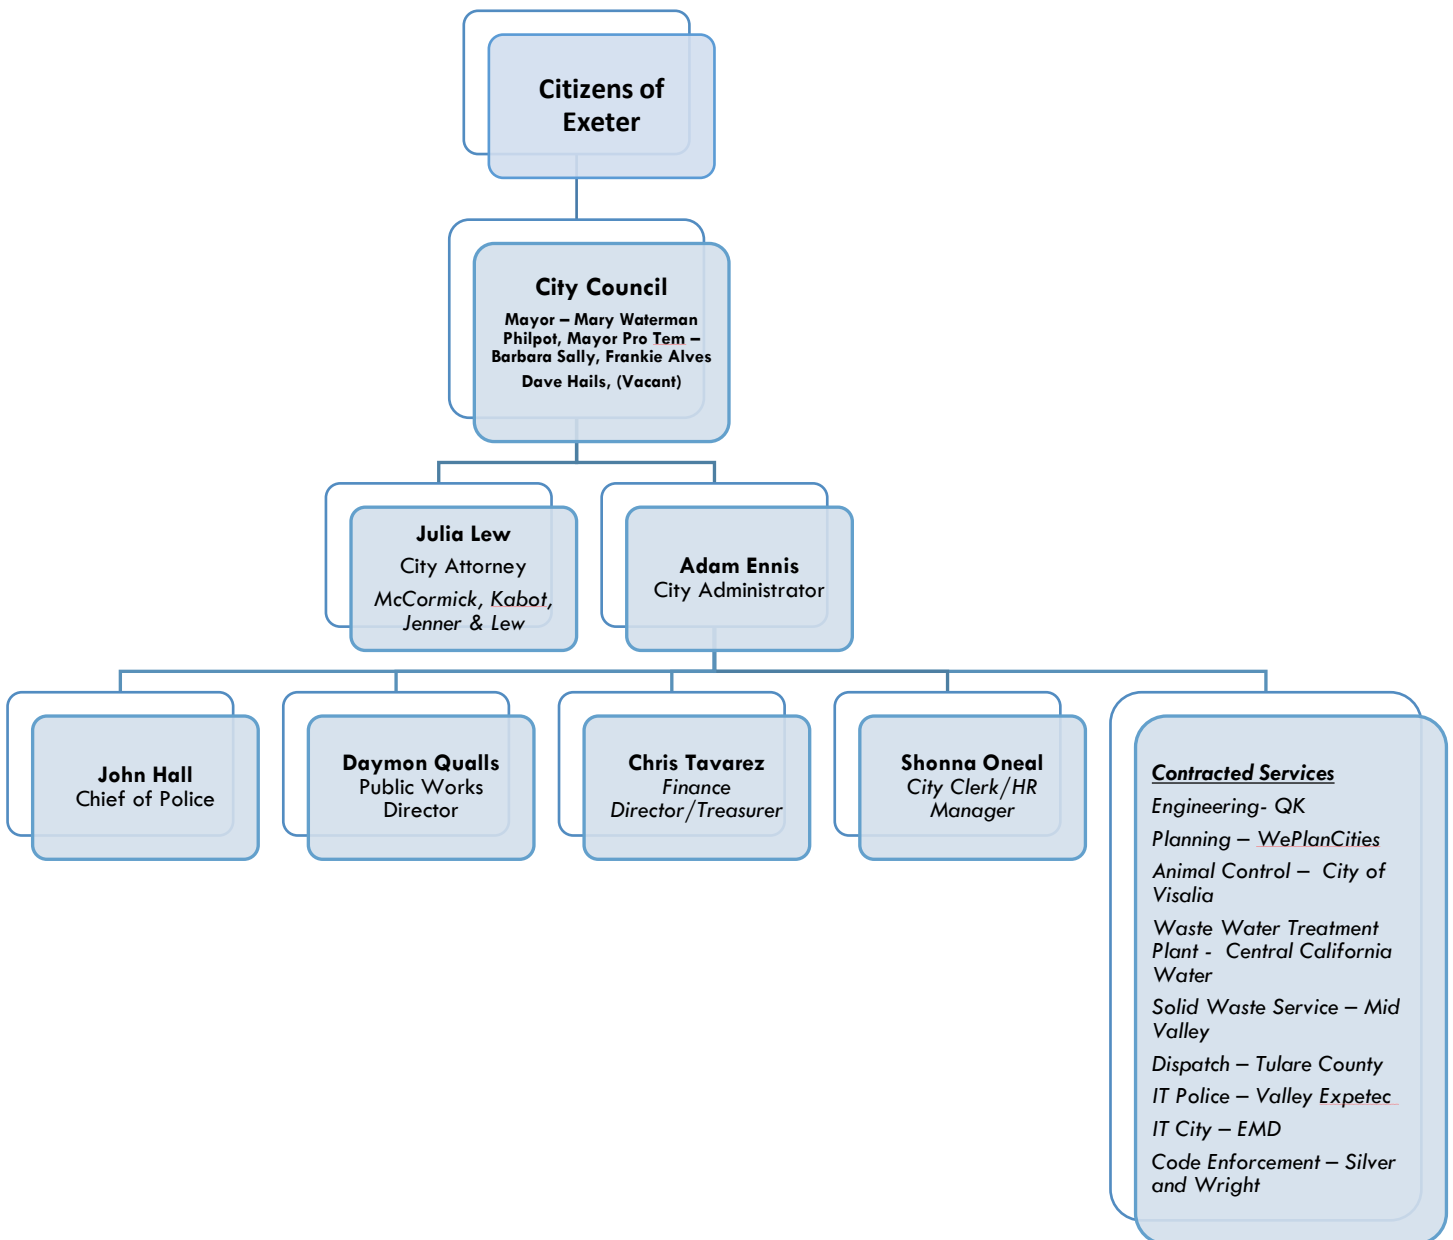 Citizens of
Exeter
City Council
Mayor – Mary Waterman
Philpot, Mayor Pro Tem –
Barbara Sally, Frankie Alves
Dave Hails, (Vacant)
Julia Lew
City Attorney
McCormick, Kabot,
Jenner & Lew
Adam Ennis
City Administrator
John Hall
Chief of Police
Daymon Qualls
Public Works
Director
Chris Tavarez
Finance
Director/Treasurer
Shonna Oneal
City Clerk/HR
Manager
Contracted Services
Engineering- QK
Planning – WePlanCities
Animal Control – City of
Visalia
Waste Water Treatment
Plant - Central California
Water
Solid Waste Service – Mid
Valley
Dispatch – Tulare County
IT Police – Valley Expetec
IT City – EMD
Code Enforcement – Silver
and Wright